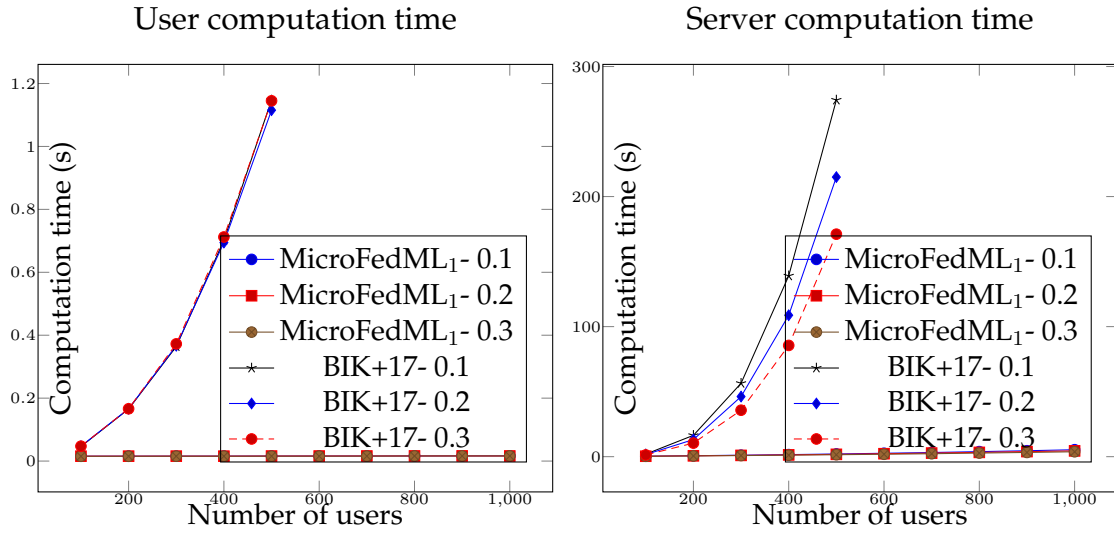 User computation time
Computation time (s)
1.2
1
0.8
0.6
0.4
0.2
0
200 400 600 800 1,000
Number of users
MicroFedML₁- 0.1
MicroFedML₁- 0.2
MicroFedML₁- 0.3
BIK+17- 0.1
BIK+17- 0.2
BIK+17- 0.3
Server computation time
Computation time (s)
300
200
100
0
200 400 600 800 1,000
Number of users
MicroFedML₁- 0.1
MicroFedML₁- 0.2
MicroFedML₁- 0.3
BIK+17- 0.1
BIK+17- 0.2
BIK+17- 0.3